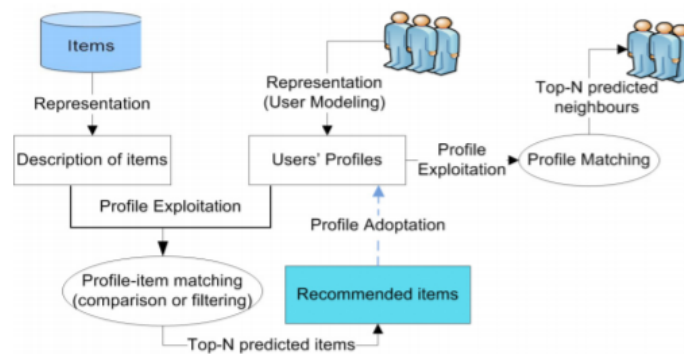 Items
Representation
Description of items
Representation
(User Modeling)
Users' Profiles
Top-N predicted
neighbours
Profile
Exploitation
Profile Matching
Profile Exploitation
Profile Adoptation
Profile-item matching
(comparison or filtering)
Recommended items
Top-N predicted items